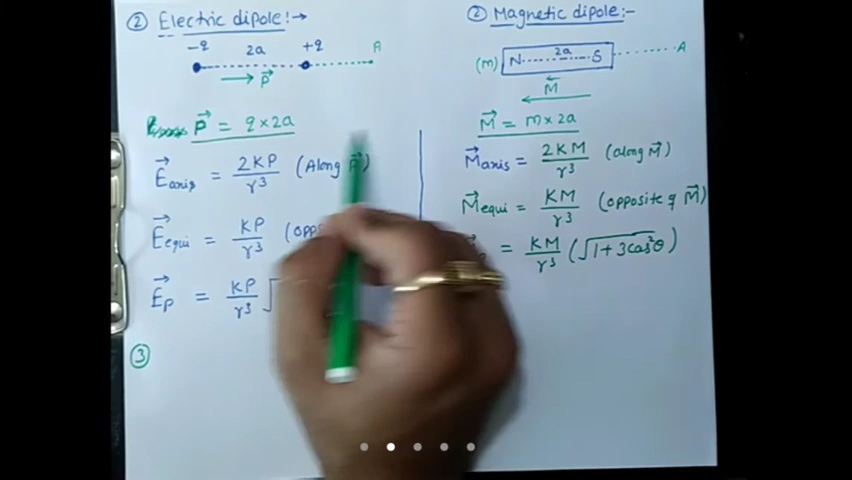 ② Electric dipole:→
-q 2a +q A
→ P⃗
P⃗ = q×2a
E⃗axis = 2KP/r³ (Along P⃗)
E⃗equi = KP/r³ (opp
E⃗P = KP/r³ √
③
② Magnetic dipole:-
(m) N 2a S A
M⃗
M⃗ = m×2a
M⃗axis = 2KM/r³ (along M⃗)
M⃗equi = KM/r³ (opposite of M⃗)
= KM/r³ (√1+3cos²θ)